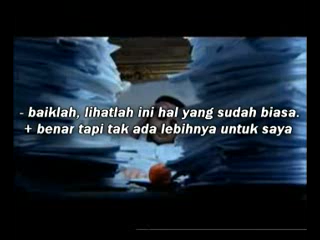 - baiklah, lihatlah ini hal yang sudah biasa.
+ benar tapi tak ada lebihnya untuk saya